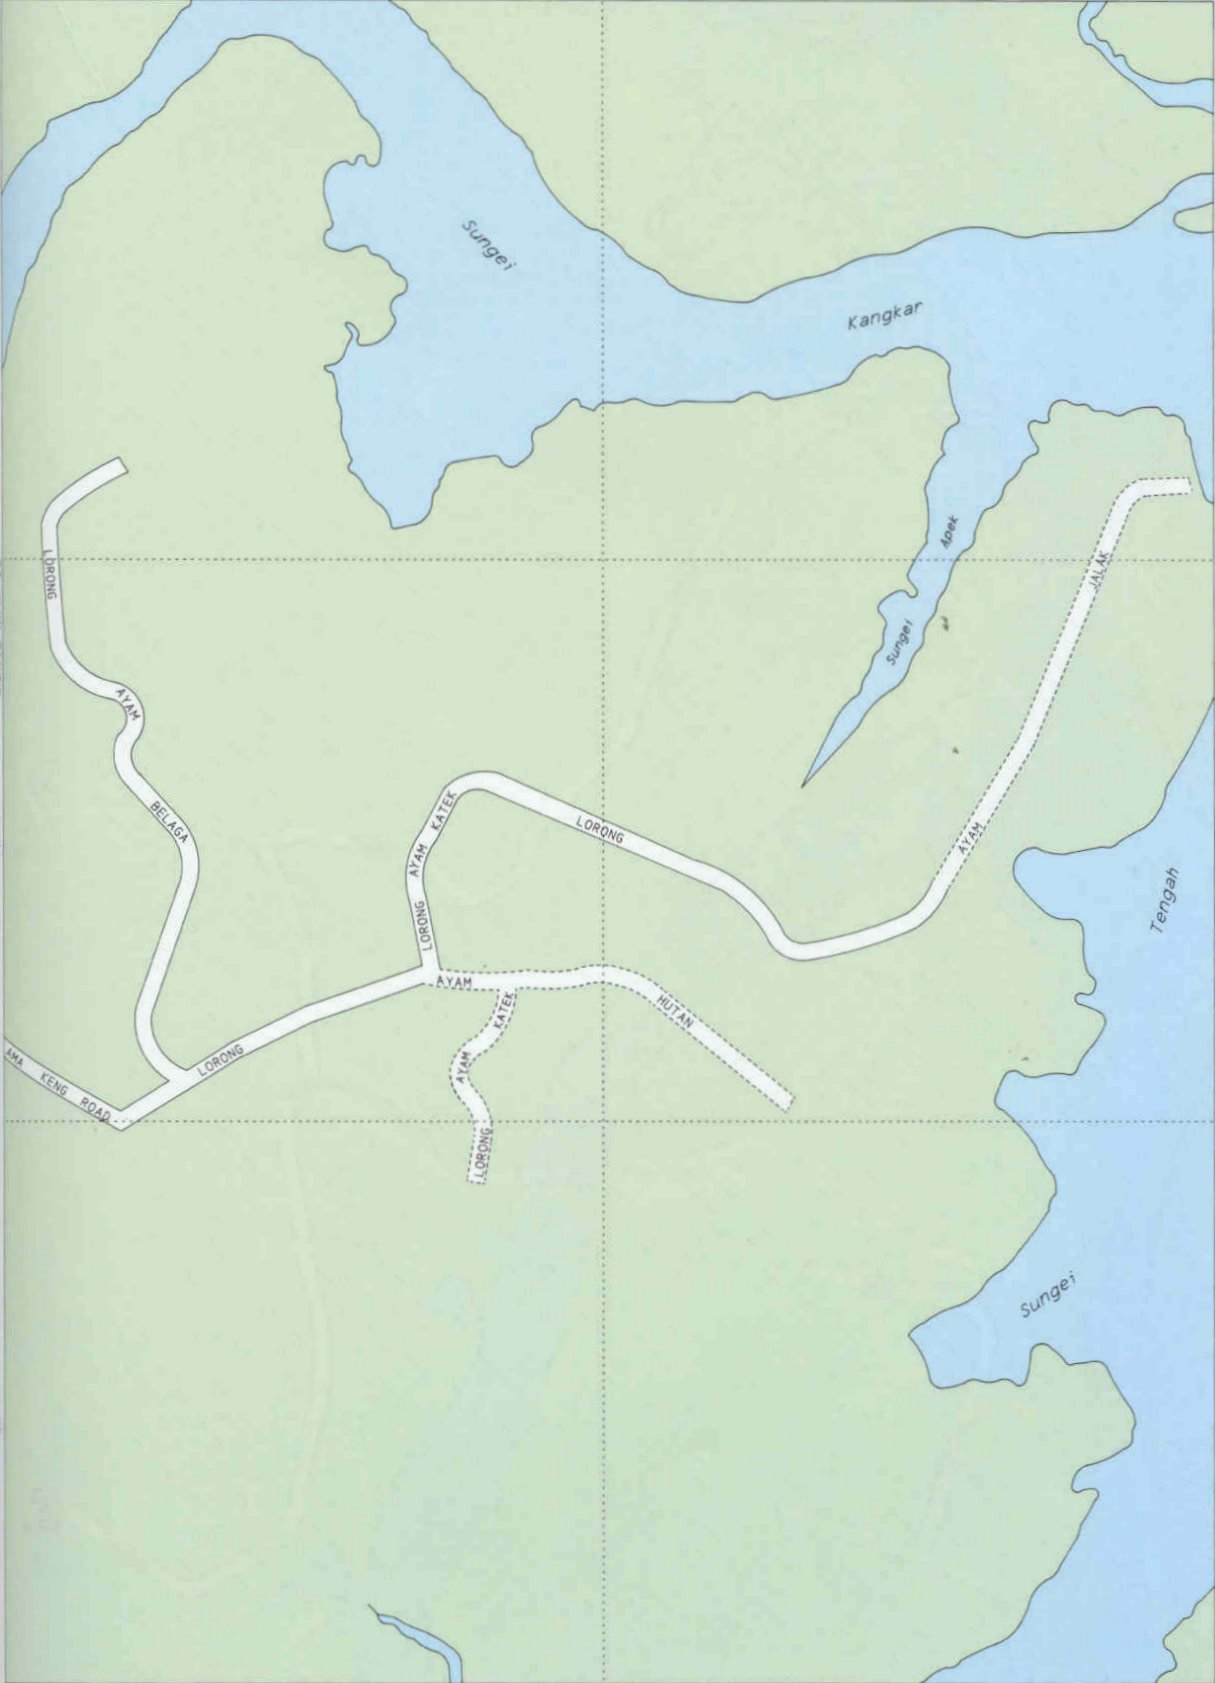 Sungei
Kangkar
Sungei Apek
LORONG AYAM BELAGA
LORONG AYAM KATEK
LORONG AYAM JALAK
LORONG AYAM HUTAN
LORONG AYAM KATEK
AMA KENG ROAD
Sungei Tengah